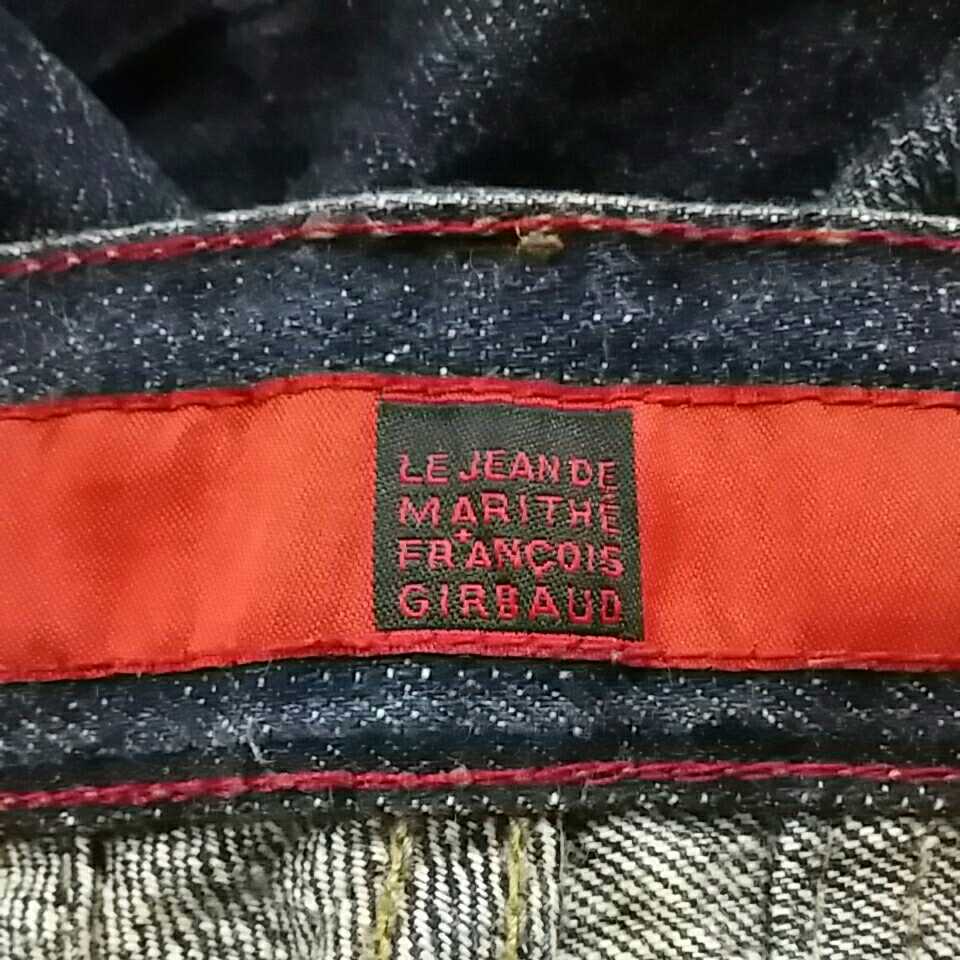 LE JEAN DE
MARITHÉ
+
FRANÇOIS
GIRBAUD